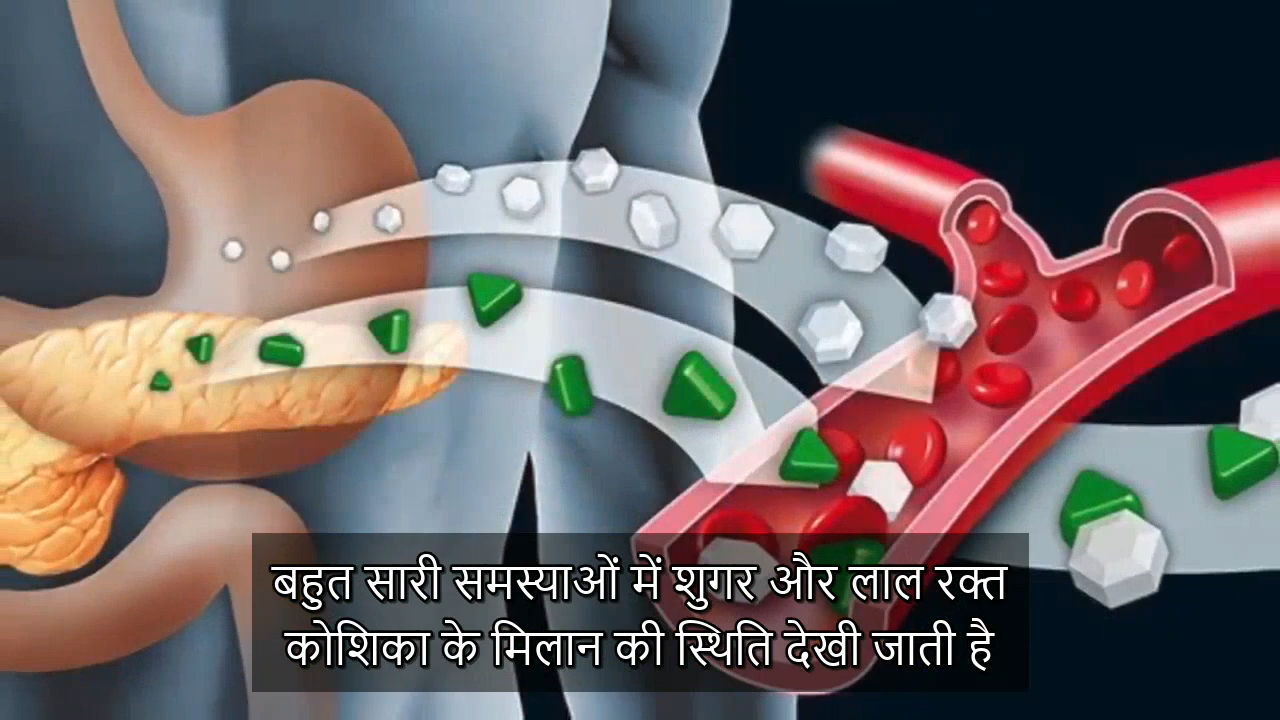 बहुत सारी समस्याओं में शुगर और लाल रक्त
कोशिका के मिलान की स्थिति देखी जाती है